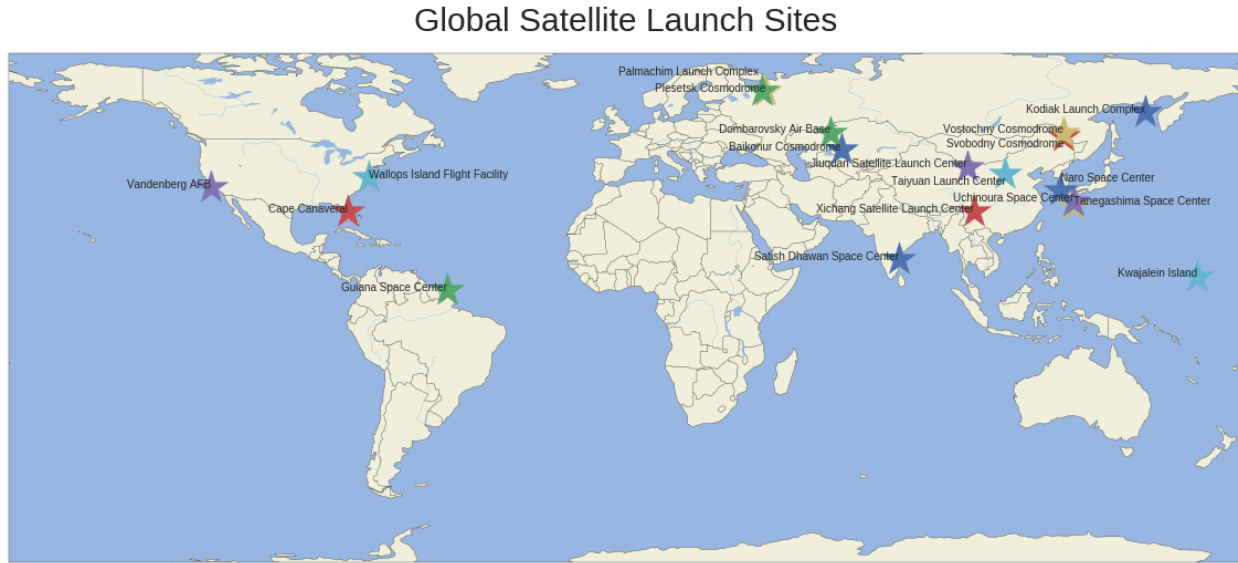 Global Satellite Launch Sites
Palmachim Launch Complex
Plesetsk Cosmodrome
Kodiak Launch Complex
Dombarovsky Air Base
Vostochny Cosmodrome
Baikonur Cosmodrome
Svobodny Cosmodrome
Jiuquan Satellite Launch Center
Wallops Island Flight Facility
Taiyuan Launch Center
Naro Space Center
Vandenberg AFB
Uchinoura Space Center
Tanegashima Space Center
Cape Canaveral
Xichang Satellite Launch Center
Satish Dhawan Space Center
Kwajalein Island
Guiana Space Center